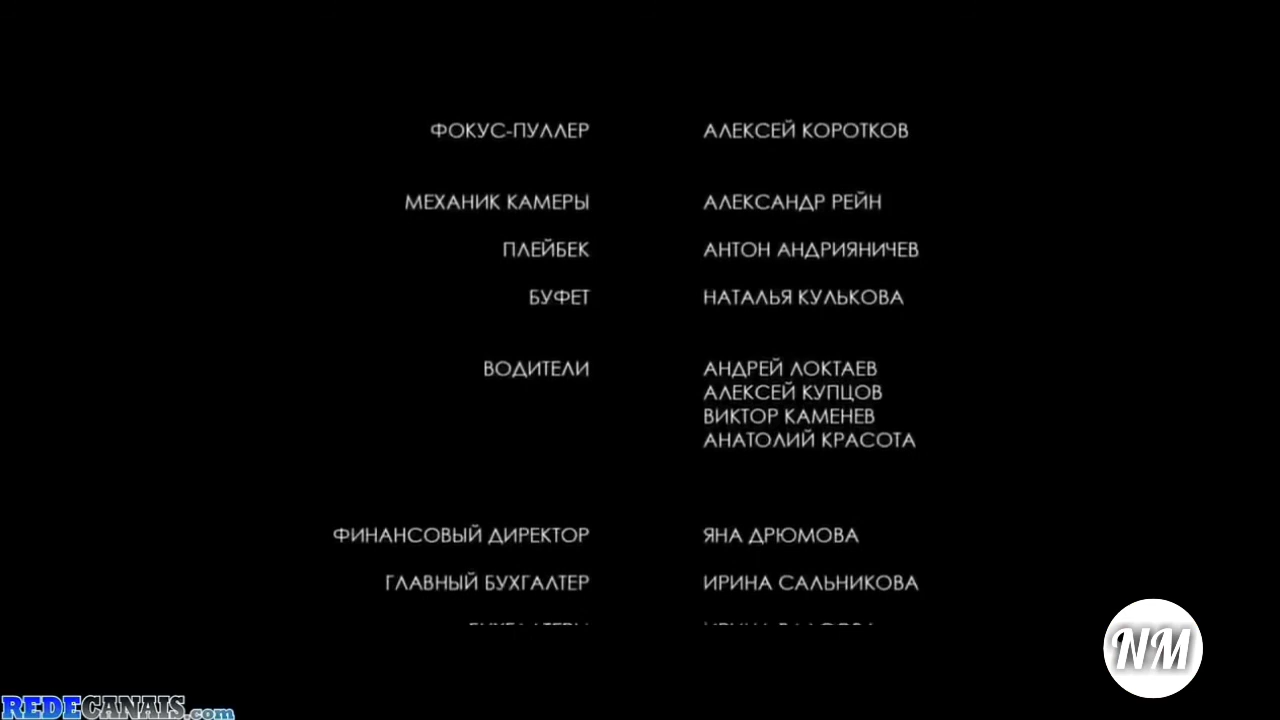 ФОКУС-ПУЛЛЕР АЛЕКСЕЙ КОРОТКОВ
МЕХАНИК КАМЕРЫ АЛЕКСАНДР РЕЙН
ПЛЕЙБЕК АНТОН АНДРИЯНИЧЕВ
БУФЕТ НАТАЛЬЯ КУЛЬКОВА
ВОДИТЕЛИ АНДРЕЙ ЛОКТАЕВ
АЛЕКСЕЙ КУПЦОВ
ВИКТОР КАМЕНЕВ
АНАТОЛИЙ КРАСОТА
ФИНАНСОВЫЙ ДИРЕКТОР ЯНА ДРЮМОВА
ГЛАВНЫЙ БУХГАЛТЕР ИРИНА САЛЬНИКОВА
NM
REDECANAIS.com